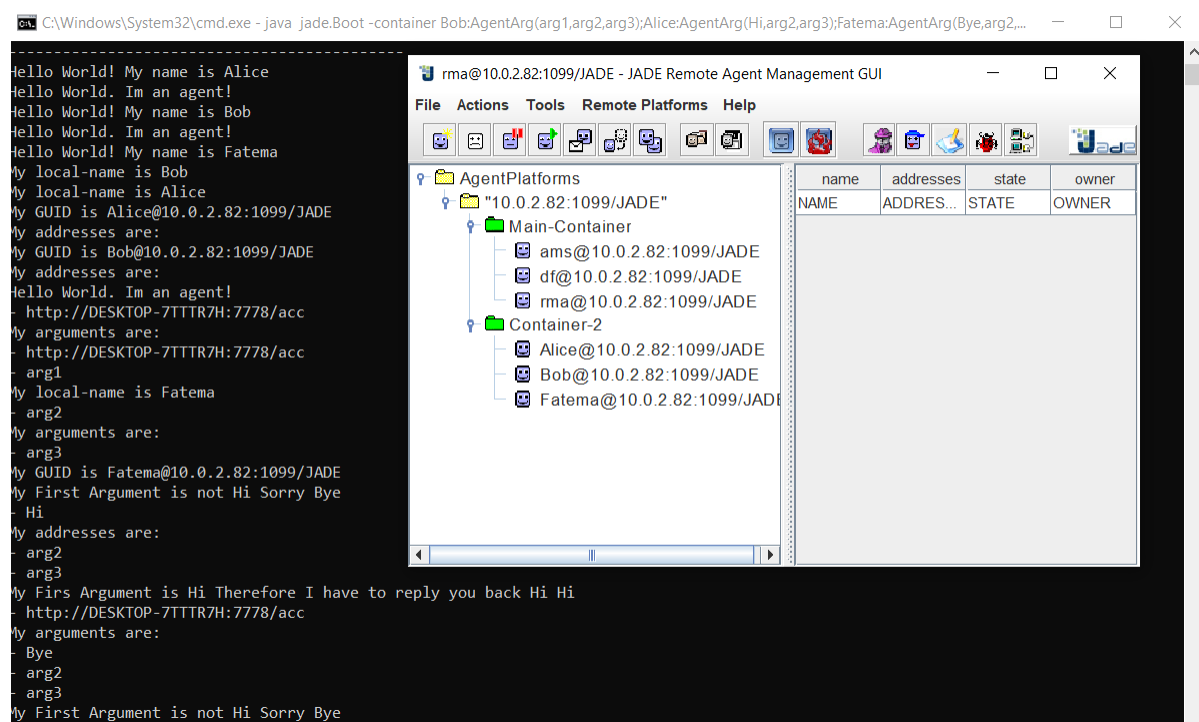 C:\Windows\System32\cmd.exe - java  jade.Boot -container Bob:AgentArg(arg1,arg2,arg3);Alice:AgentArg(Hi,arg2,arg3);Fatema:AgentArg(Bye,arg2,...
--------------------------------------------
Hello World! My name is Alice
Hello World. Im an agent!
Hello World! My name is Bob
Hello World. Im an agent!
Hello World! My name is Fatema
My local-name is Bob
My local-name is Alice
My GUID is Alice@10.0.2.82:1099/JADE
My addresses are:
My GUID is Bob@10.0.2.82:1099/JADE
My addresses are:
Hello World. Im an agent!
- http://DESKTOP-7TTTR7H:7778/acc
My arguments are:
- http://DESKTOP-7TTTR7H:7778/acc
- arg1
My local-name is Fatema
- arg2
My arguments are:
- arg3
My GUID is Fatema@10.0.2.82:1099/JADE
My First Argument is not Hi Sorry Bye
- Hi
My addresses are:
- arg2
- arg3
My Firs Argument is Hi Therefore I have to reply you back Hi Hi
- http://DESKTOP-7TTTR7H:7778/acc
My arguments are:
- Bye
- arg2
- arg3
My First Argument is not Hi Sorry Bye
rma@10.0.2.82:1099/JADE - JADE Remote Agent Management GUI
File Actions Tools Remote Platforms Help
Jade
AgentPlatforms
"10.0.2.82:1099/JADE"
Main-Container
ams@10.0.2.82:1099/JADE
df@10.0.2.82:1099/JADE
rma@10.0.2.82:1099/JADE
Container-2
Alice@10.0.2.82:1099/JADE
Bob@10.0.2.82:1099/JADE
Fatema@10.0.2.82:1099/JADE
name addresses state owner
NAME ADDRES... STATE OWNER